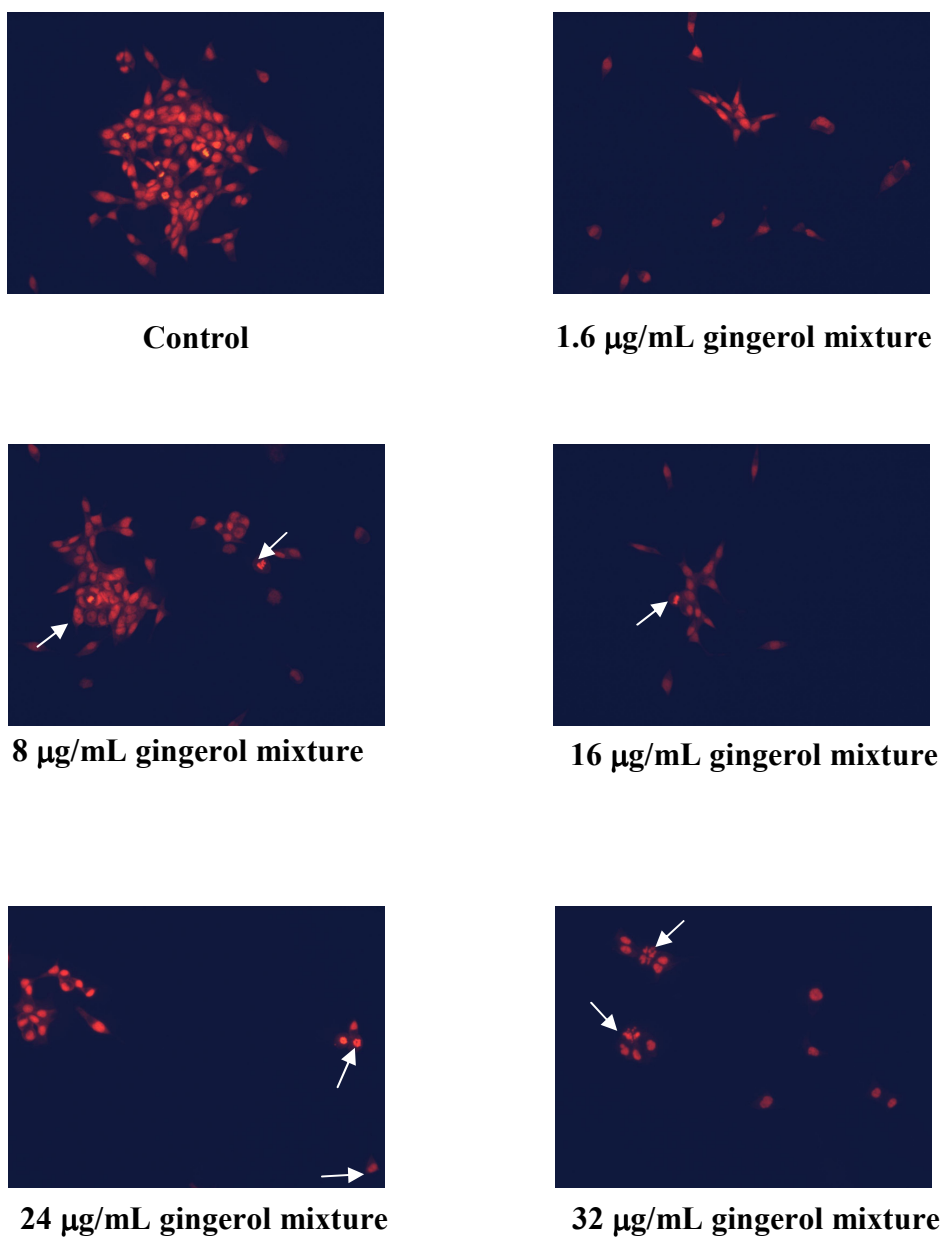 Control
1.6 μg/mL gingerol mixture
8 μg/mL gingerol mixture
16 μg/mL gingerol mixture
24 μg/mL gingerol mixture
32 μg/mL gingerol mixture